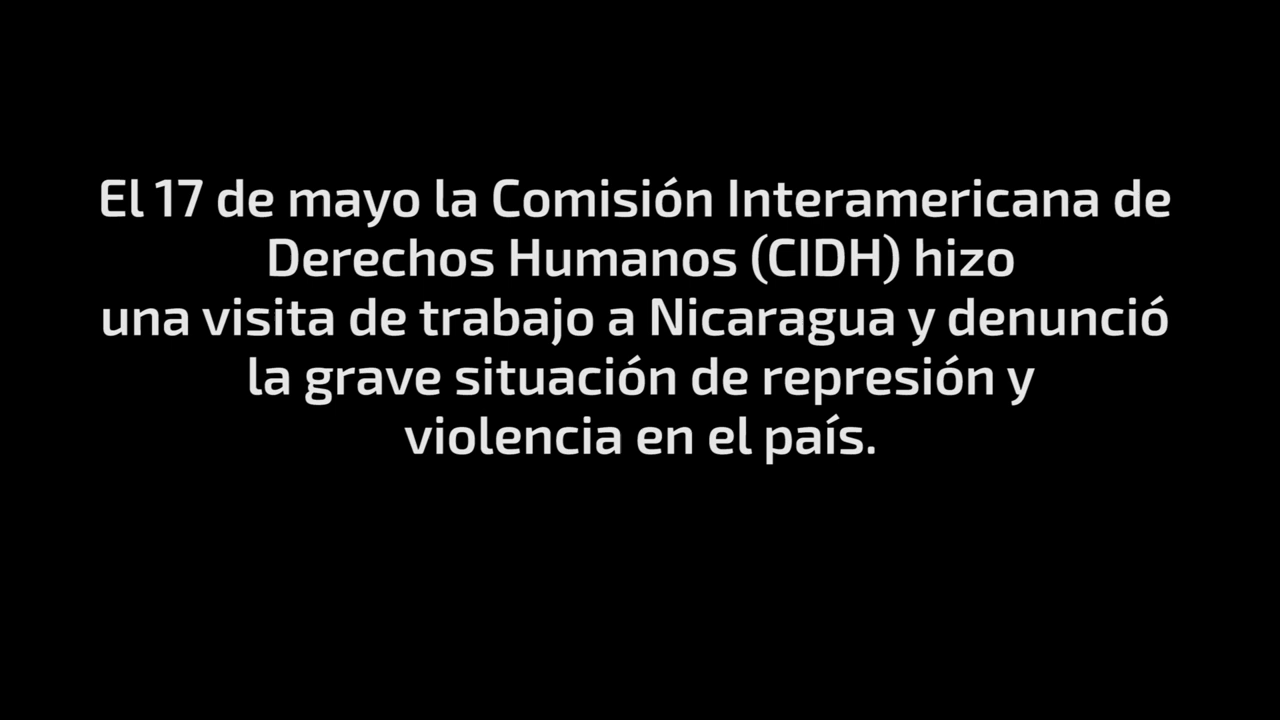 El 17 de mayo la Comisión Interamericana de
Derechos Humanos (CIDH) hizo
una visita de trabajo a Nicaragua y denunció
la grave situación de represión y
violencia en el país.